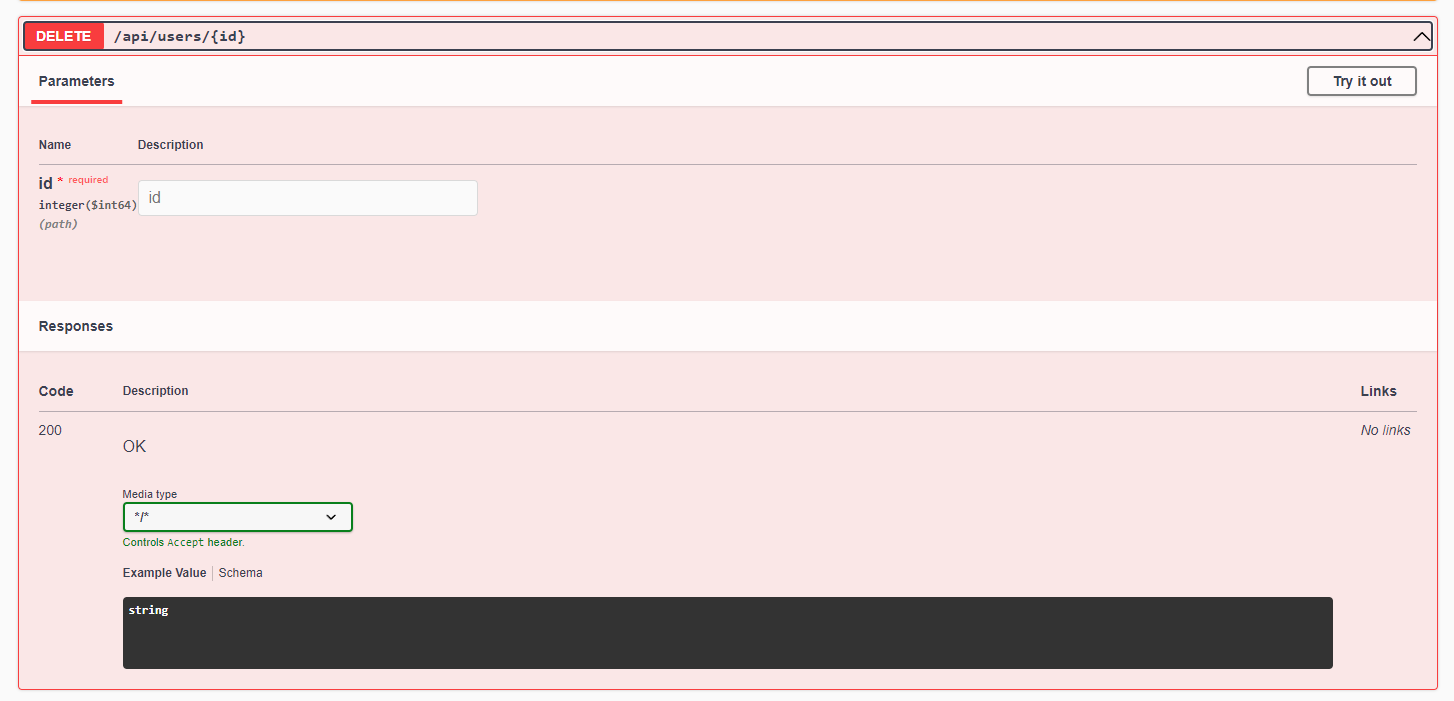 DELETE /api/users/{id}
Parameters
Try it out
Name Description
id * required
integer($int64)
(path)
id
Responses
Code Description Links
200
OK
No links
Media type
*/*
Controls Accept header.
Example Value Schema
string